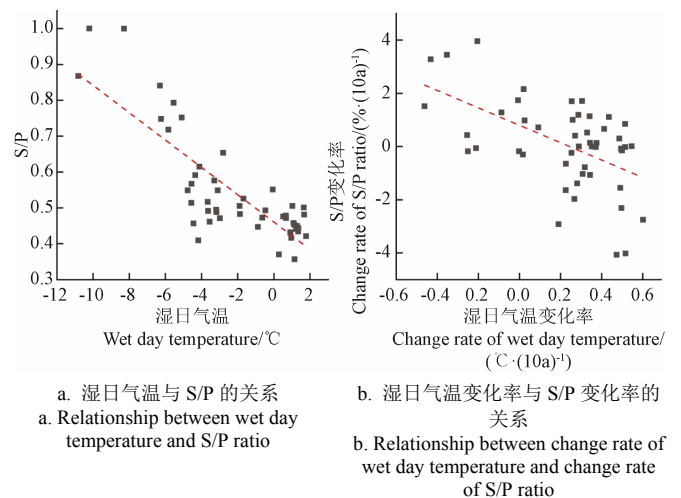 1.0
0.9
0.8
0.7
0.6
0.5
0.4
0.3
S/P
-12 -10 -8 -6 -4 -2 0 2
湿日气温
Wet day temperature/℃
a. 湿日气温与 S/P 的关系
a. Relationship between wet day
temperature and S/P ratio
4
2
0
-2
-4
S/P变化率
Change rate of S/P ratio/(%·(10a)-1)
-0.6 -0.4 -0.2 0.0 0.2 0.4 0.6
湿日气温变化率
Change rate of wet day temperature/
(℃·(10a)-1)
b. 湿日气温变化率与 S/P 变化率的
关系
b. Relationship between change rate of
wet day temperature and change rate
of S/P ratio